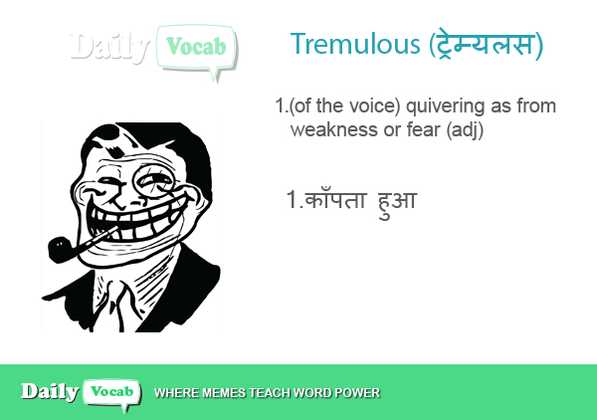 Daily Vocab
Tremulous (ट्रेम्यलस)
1.(of the voice) quivering as from
weakness or fear (adj)
1.काँपता हुआ
Daily Vocab WHERE MEMES TEACH WORD POWER